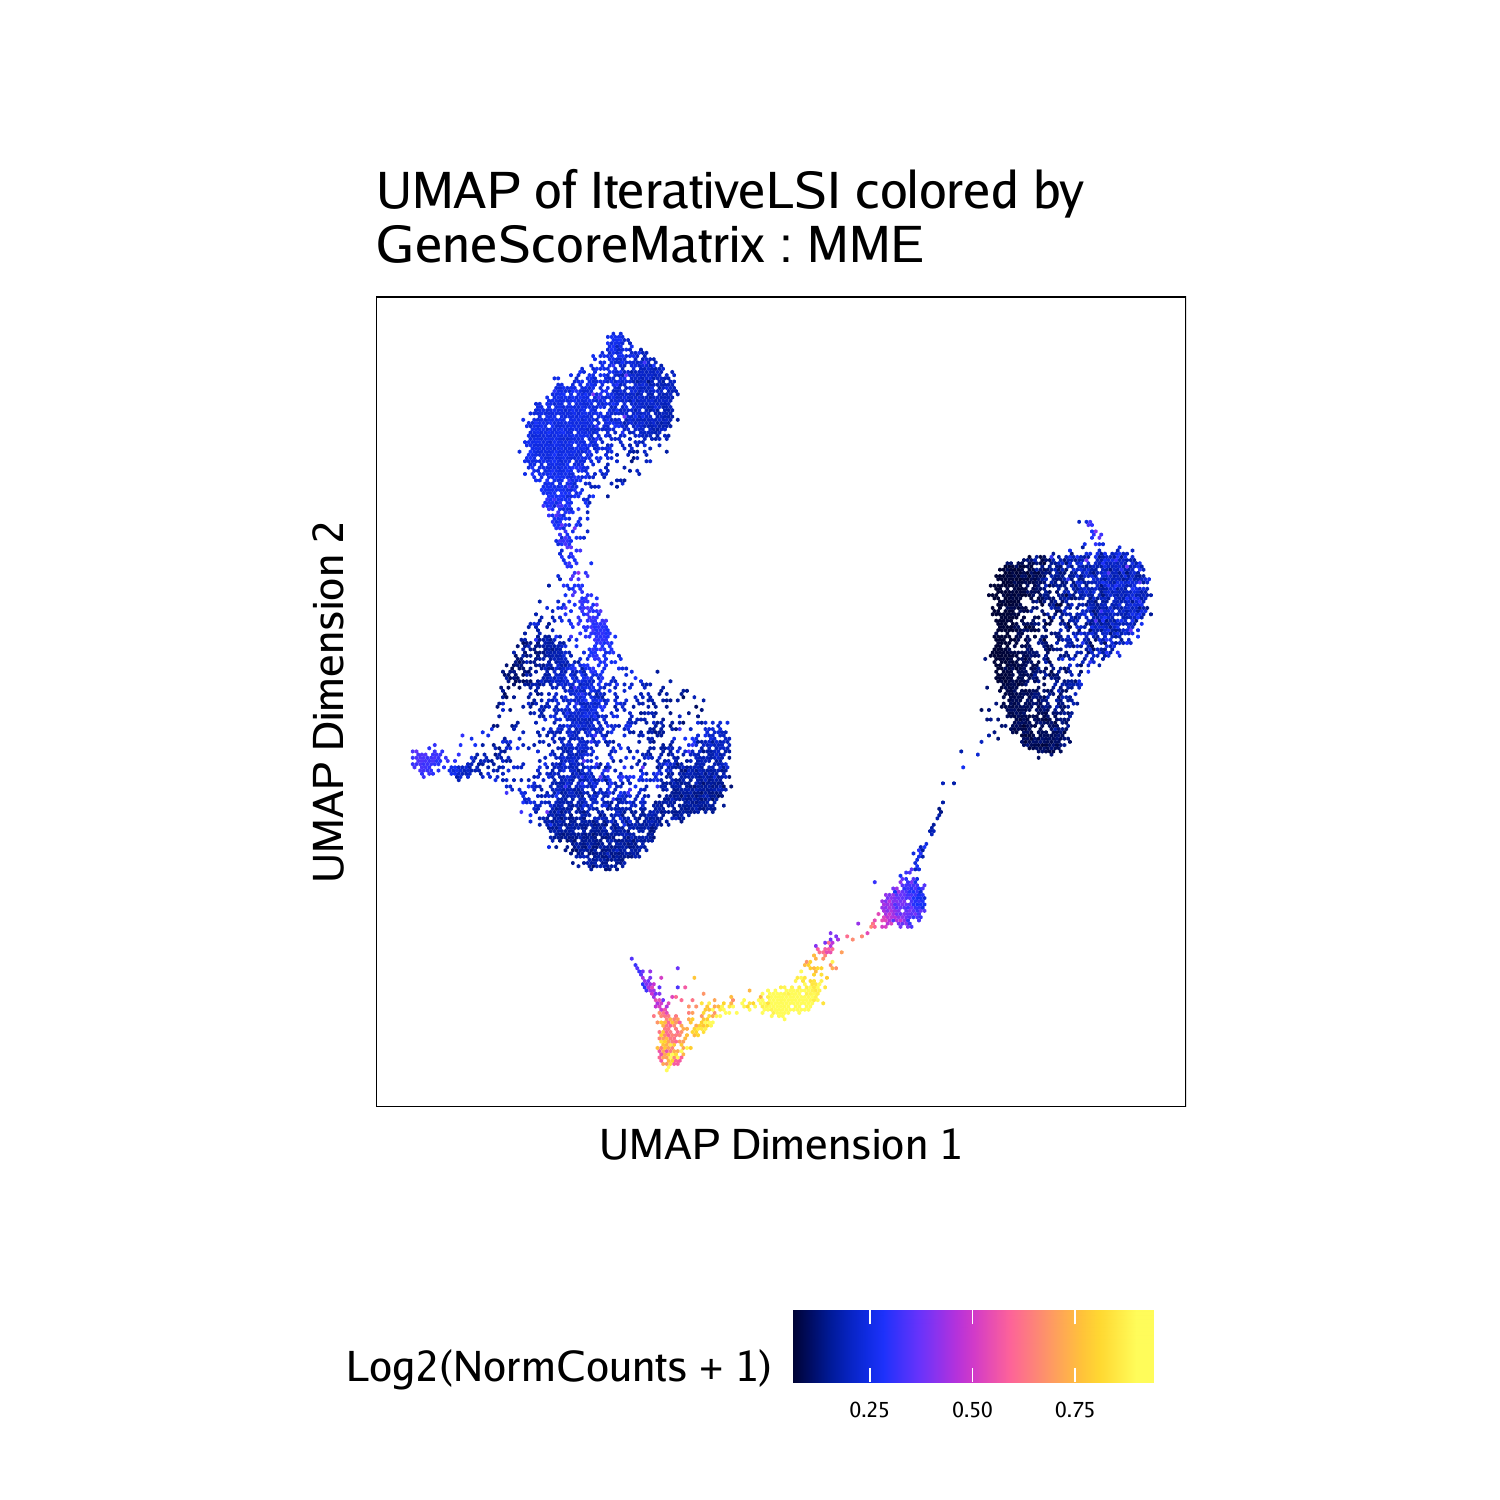 UMAP of IterativeLSI colored by
GeneScoreMatrix : MME
UMAP Dimension 2
UMAP Dimension 1
Log2(NormCounts + 1)
0.25 0.50 0.75